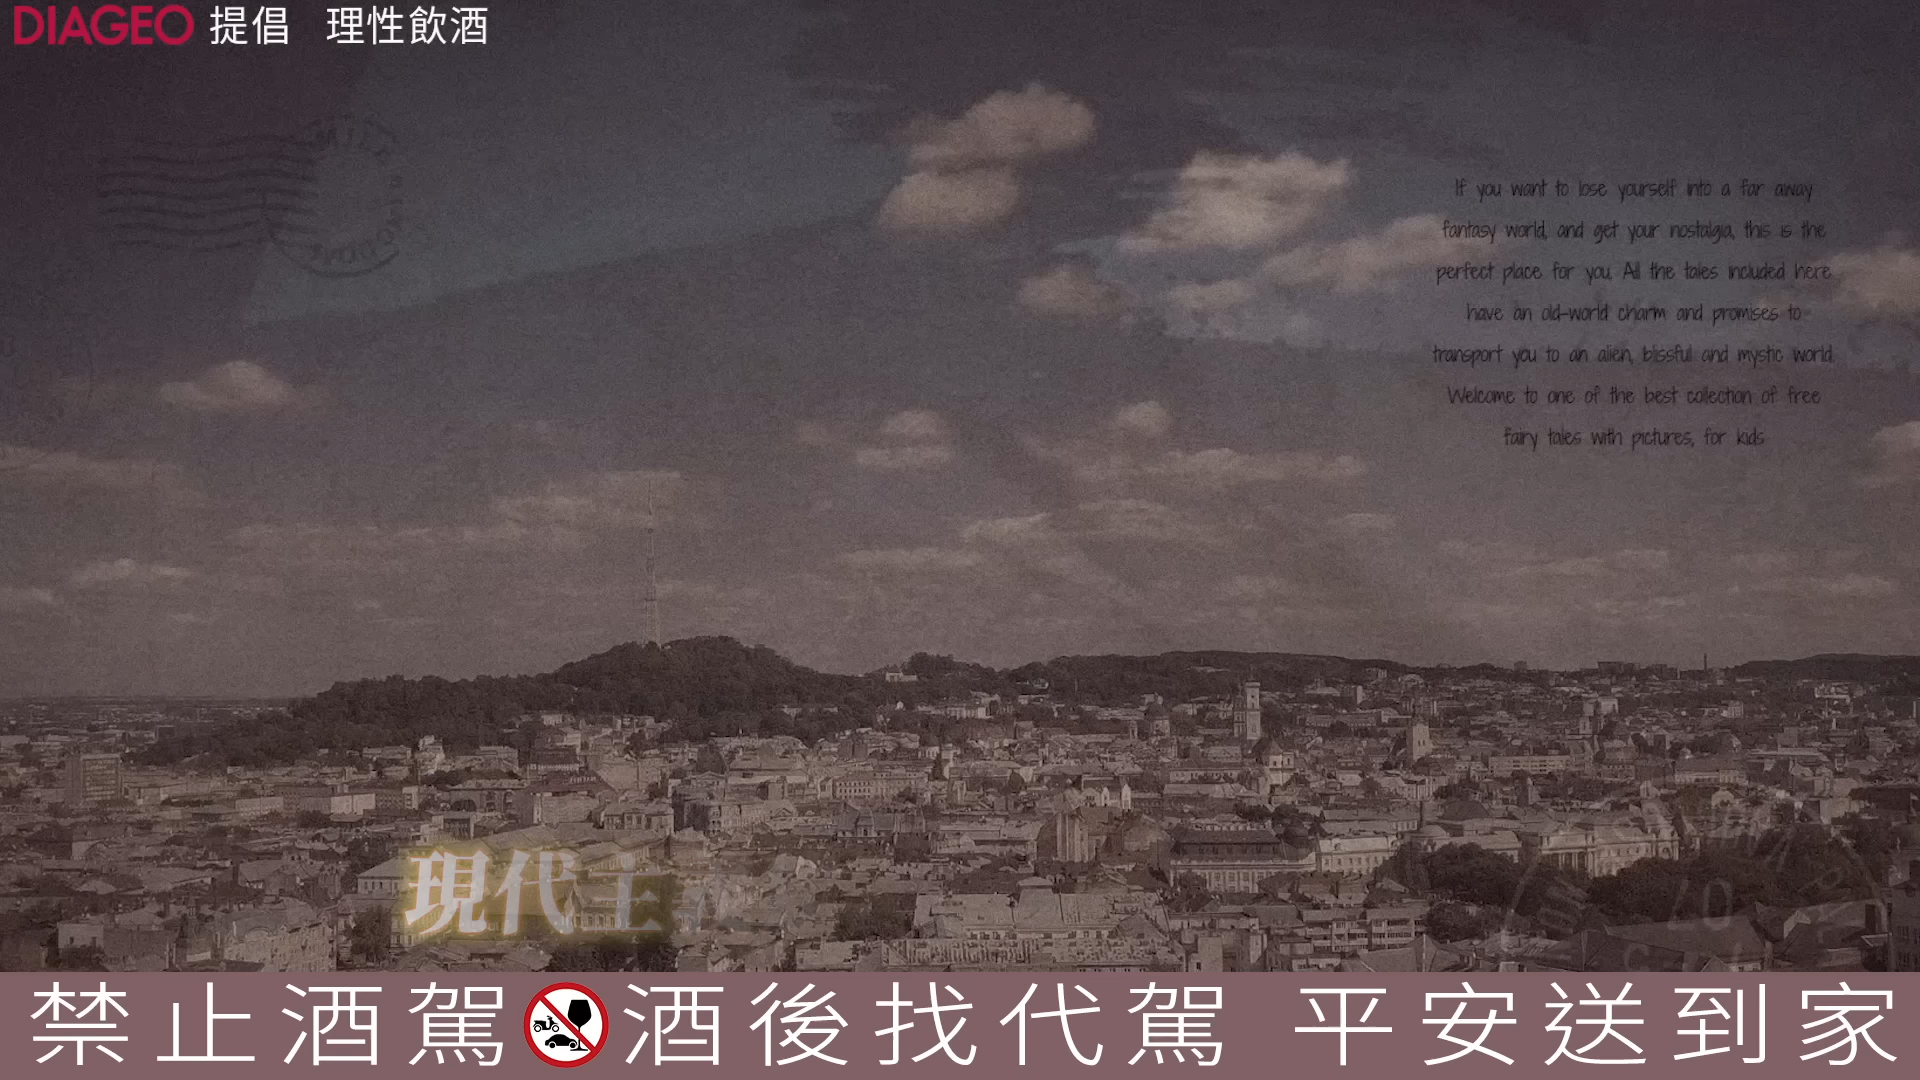 DIAGEO 提倡 理性飲酒
If you want to lose yourself into a far away
fantasy world, and get your nostalgia, this is the
perfect place for you. All the tales included here
have an old-world charm and promises to
transport you to an alien, blissful and mystic world.
Welcome to one of the best collection of free
fairy tales with pictures, for kids
現代主
禁止酒駕 酒後找代駕 平安送到家